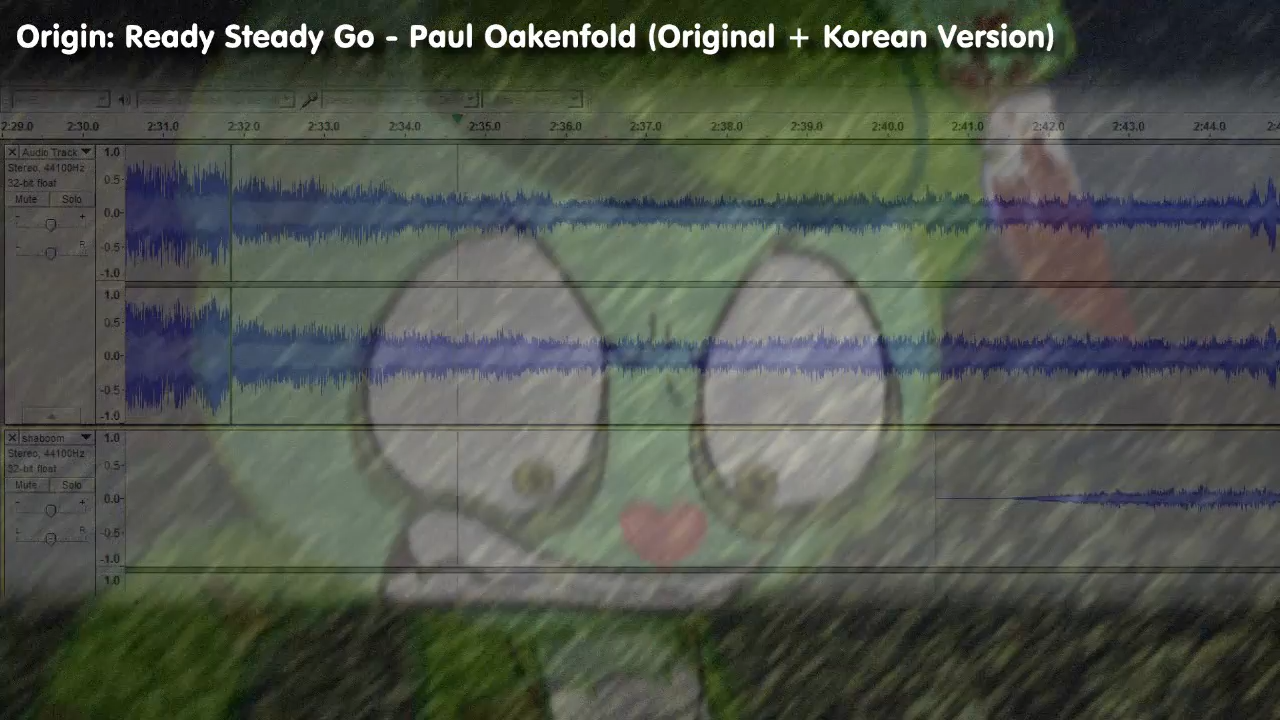 Origin: Ready Steady Go - Paul Oakenfold (Original + Korean Version)
2:29.0 2:30.0 2:31.0 2:32.0 2:33.0 2:34.0 2:35.0 2:36.0 2:37.0 2:38.0 2:39.0 2:40.0 2:41.0 2:42.0 2:43.0 2:44.0
Audio Track 1.0
Stereo, 44100Hz
32-bit float 0.5
Mute Solo
- + 0.0
L R -0.5
-1.0
1.0
0.5
0.0
-0.5
-1.0
shaboom 1.0
Stereo, 44100Hz
32-bit float 0.5
Mute Solo
- + 0.0
L R -0.5
-1.0
1.0